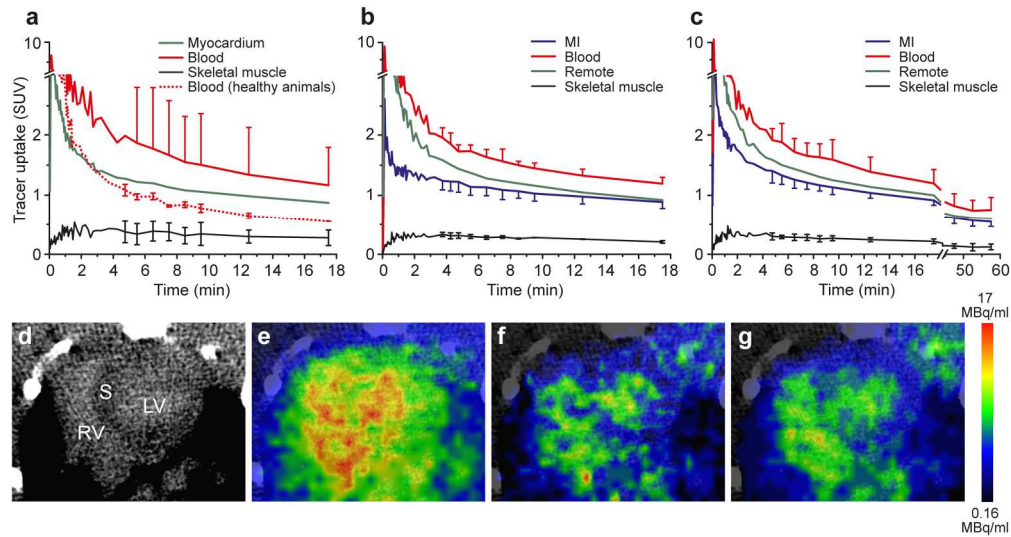 a
10
2
1
0
Tracer uptake (SUV)
Myocardium
Blood
Skeletal muscle
Blood (healthy animals)
0 2 4 6 8 10 12 14 16 18
Time (min)
b
10
2
1
0
MI
Blood
Remote
Skeletal muscle
0 2 4 6 8 10 12 14 16 18
Time (min)
c
10
2
1
0
MI
Blood
Remote
Skeletal muscle
0 2 4 6 8 10 12 14 16 50 60
Time (min)
d
S
LV
RV
e
f
g
17
MBq/ml
0.16
MBq/ml